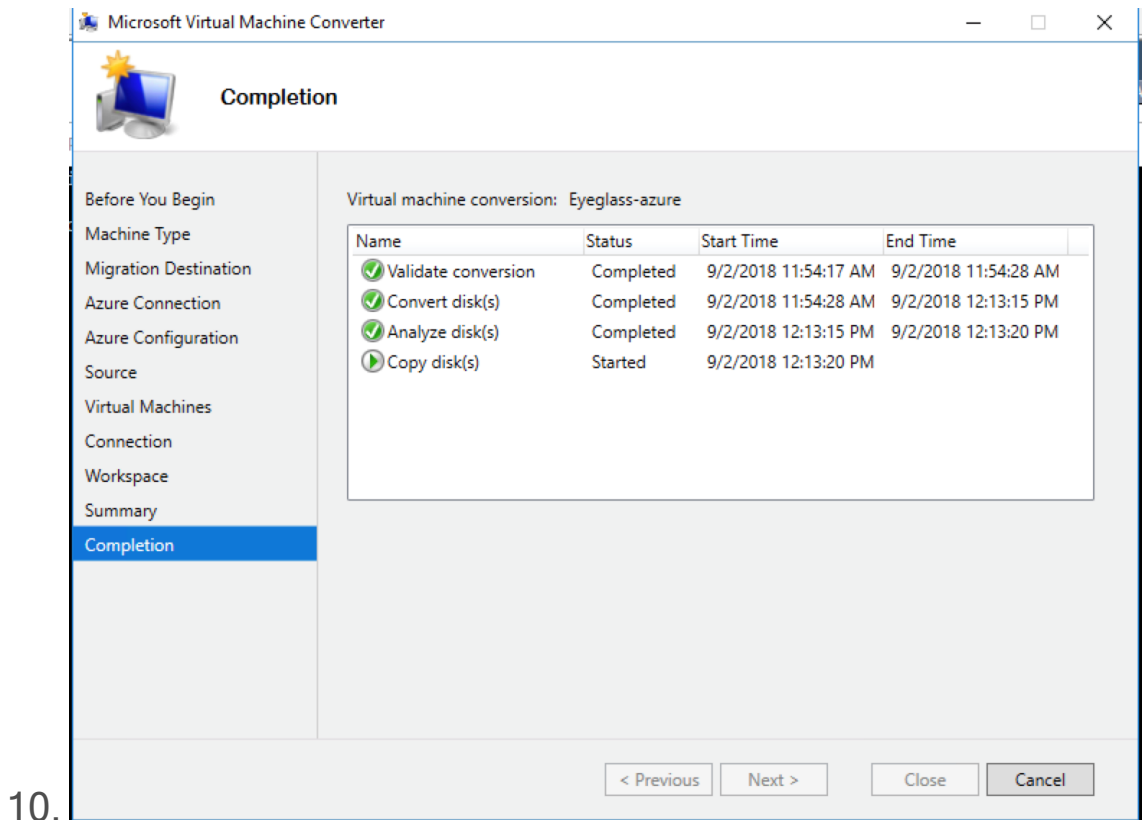 Microsoft Virtual Machine Converter
Completion
Before You Begin
Machine Type
Migration Destination
Azure Connection
Azure Configuration
Source
Virtual Machines
Connection
Workspace
Summary
Completion
Virtual machine conversion: Eyeglass-azure
Name Status Start Time End Time
Validate conversion Completed 9/2/2018 11:54:17 AM 9/2/2018 11:54:28 AM
Convert disk(s) Completed 9/2/2018 11:54:28 AM 9/2/2018 12:13:15 PM
Analyze disk(s) Completed 9/2/2018 12:13:15 PM 9/2/2018 12:13:20 PM
Copy disk(s) Started 9/2/2018 12:13:20 PM
< Previous Next > Close Cancel
10.